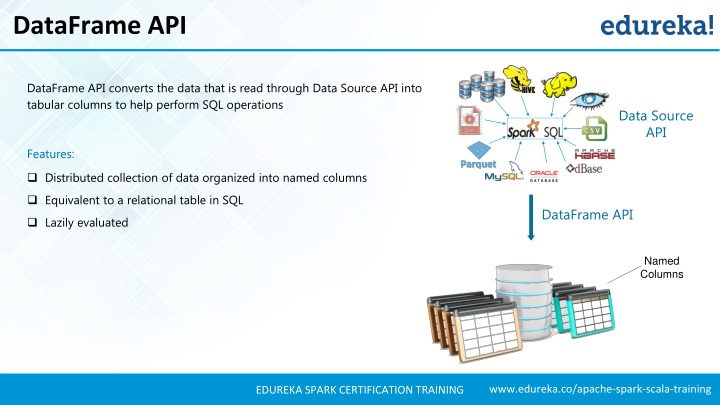 DataFrame API
edureka!
DataFrame API converts the data that is read through Data Source API into
tabular columns to help perform SQL operations
Features:
Distributed collection of data organized into named columns
Equivalent to a relational table in SQL
Lazily evaluated
HIVE
Spark SQL
CSV
Data Source
API
APACHE
HBASE
Parquet
MySQL
ORACLE
DATABASE
dBase
DataFrame API
Named
Columns
EDUREKA SPARK CERTIFICATION TRAINING
www.edureka.co/apache-spark-scala-training